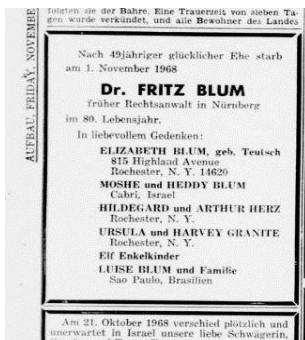 folgten sie der Bahre. Eine Trauerzeit von sieben Ta-
gen wurde verkündet, und alle Bewohner des Landes
AUFBAU, FRIDAY, NOVEMBE
Nach 49jähriger glücklicher Ehe starb
am 1. November 1968
Dr. FRITZ BLUM
früher Rechtsanwalt in Nürnberg
im 80. Lebensjahr.
In liebevollem Gedenken:
ELIZABETH BLUM, geb. Teutsch
815 Highland Avenue
Rochester, N. Y. 14620
MOSHE und HEDDY BLUM
Cabri, Israel
HILDEGARD und ARTHUR HERZ
Rochester, N. Y.
URSULA und HARVEY GRANITE
Rochester, N. Y.
Elf Enkelkinder
LUISE BLUM und Familie
Sao Paulo, Brasilien
Am 21. Oktober 1968 verschied plötzlich und
unerwartet in Israel unsere liebe Schwägerin,